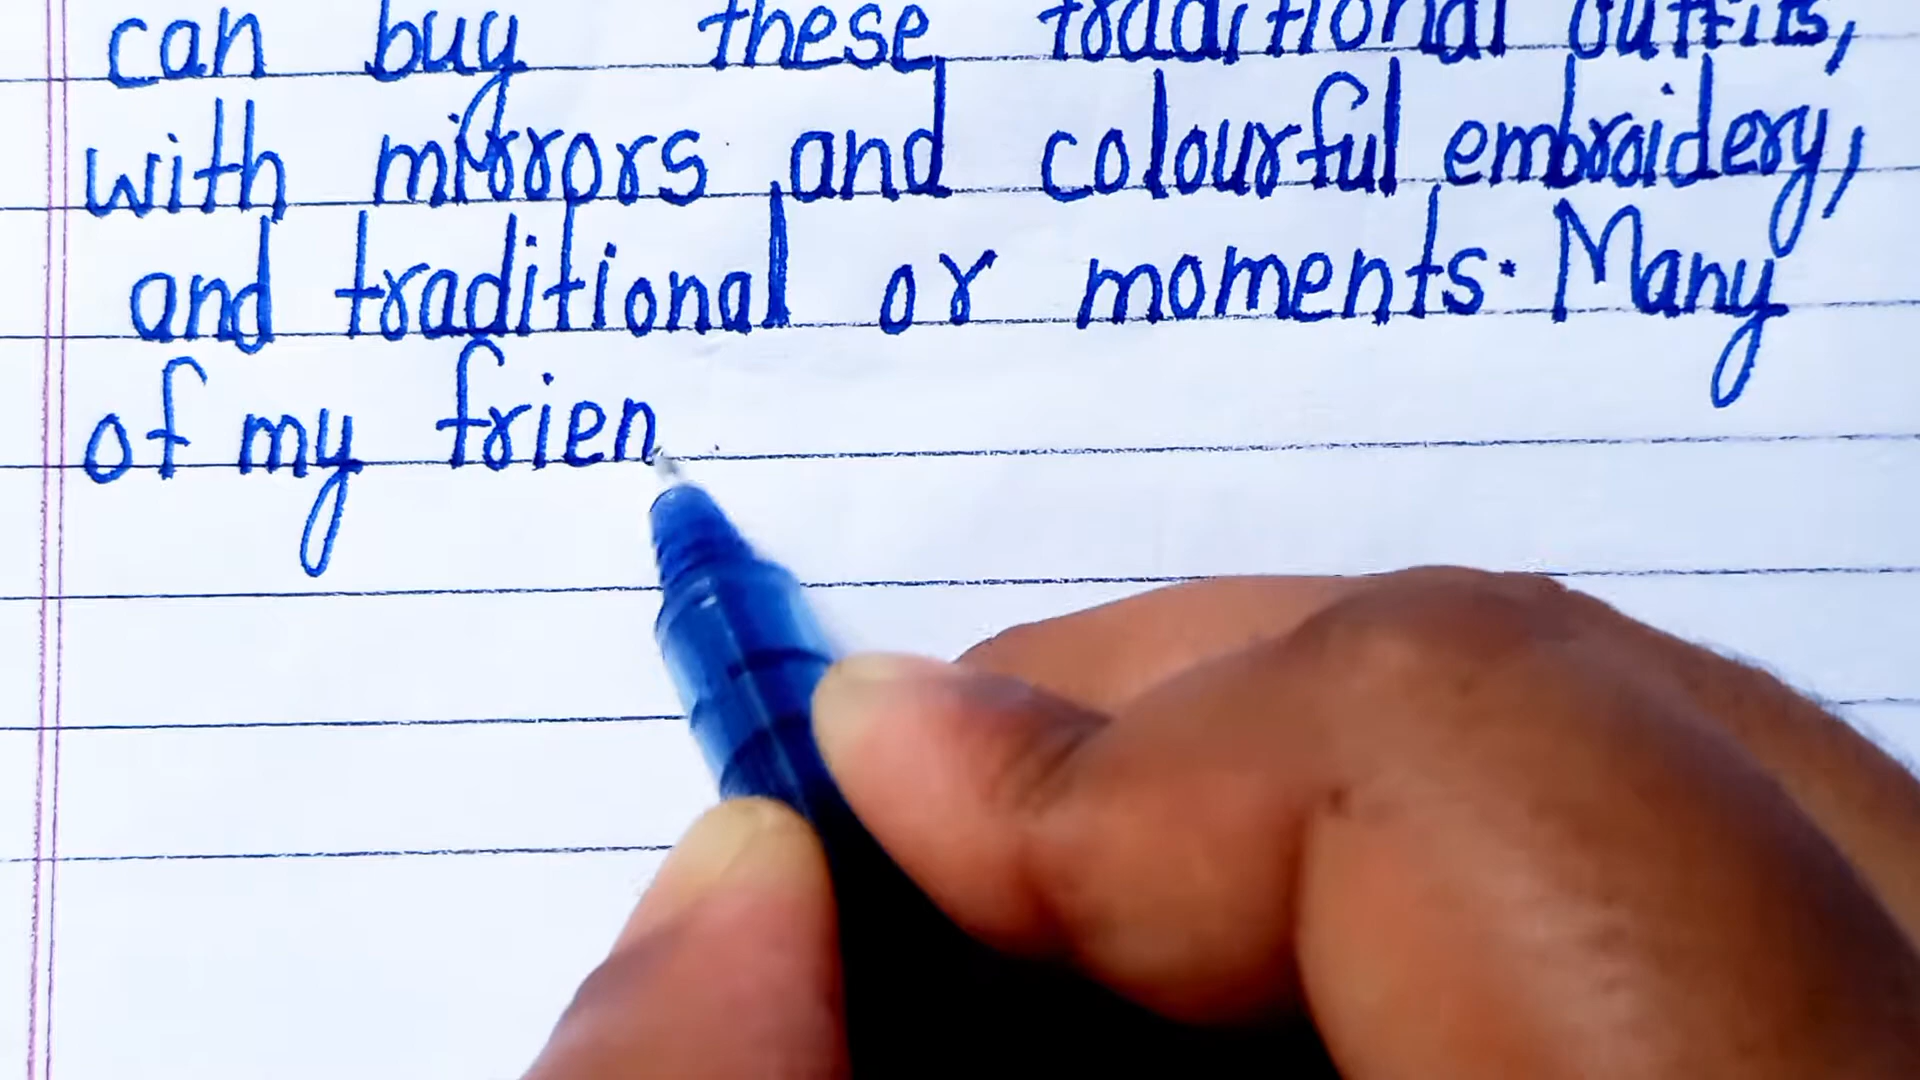 can buy these traditional outfits,
with mirrors and colourful embroidery,
and traditional or moments. Many
of my frien